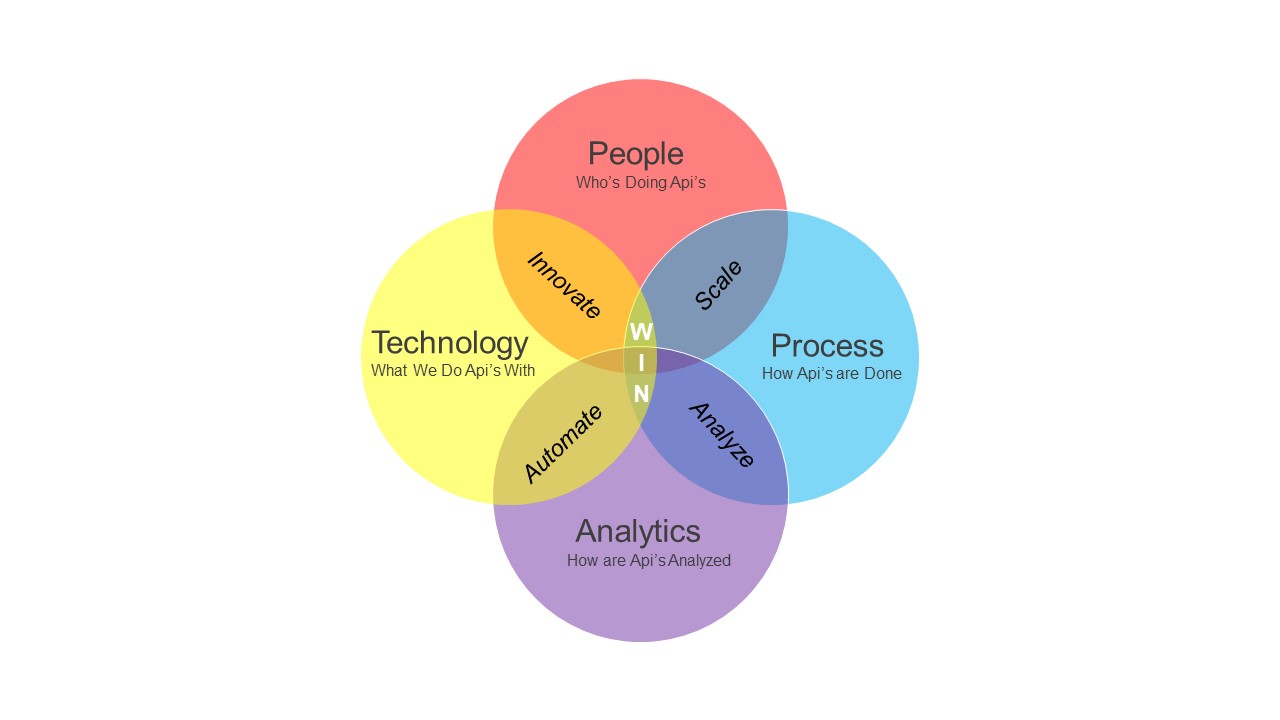 People
Who's Doing Api's
Innovate
Scale
Technology
What We Do Api's With
W
I
N
Process
How Api's are Done
Automate
Analyze
Analytics
How are Api's Analyzed